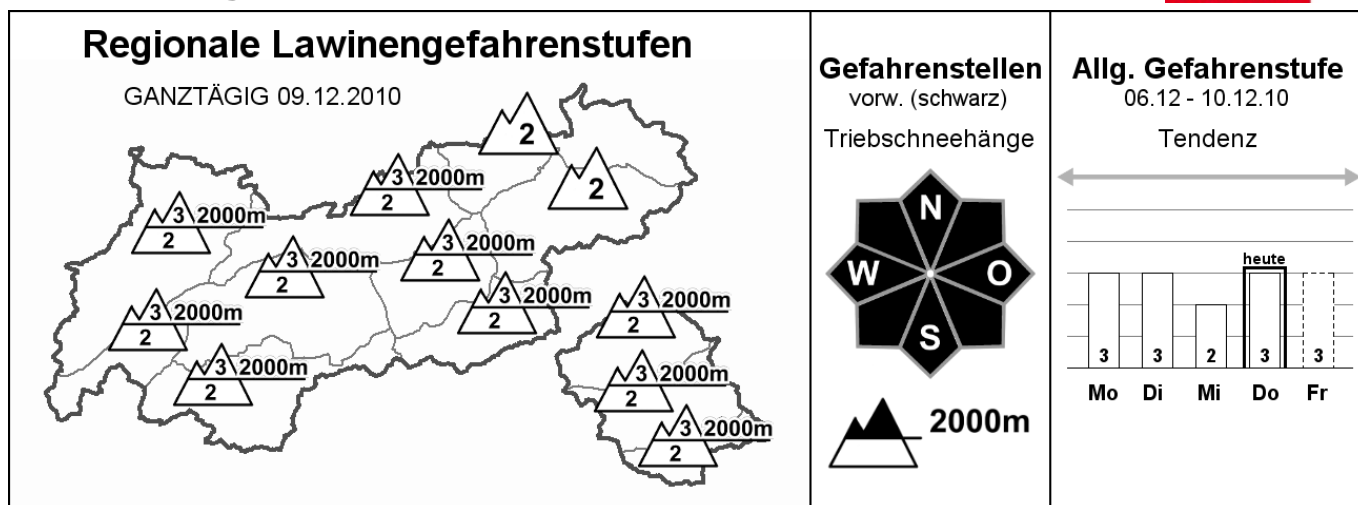 Regionale Lawinengefahrenstufen
GANZTÄGIG 09.12.2010
2
2
3 2000m
2
3 2000m
2
3 2000m
2
3 2000m
2
3 2000m
2
3 2000m
2
3 2000m
2
3 2000m
2
3 2000m
2
3 2000m
2
Gefahrenstellen
vorw. (schwarz)
Triebschneehänge
N
W O
S
2000m
Allg. Gefahrenstufe
06.12 - 10.12.10
Tendenz
heute
3 3 2 3 3
Mo Di Mi Do Fr